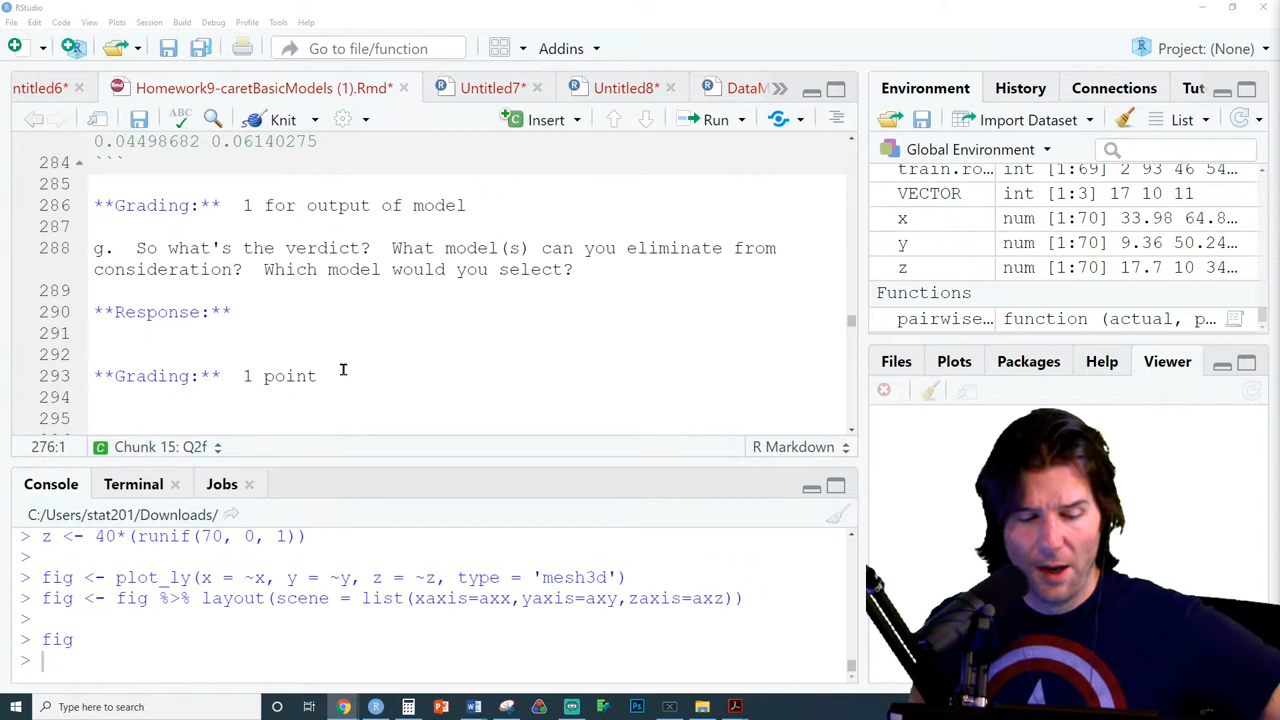 RStudio
File Edit Code View Plots Session Build Debug Profile Tools Help
Go to file/function
Addins
Project: (None)
ntitled6*
Homework9-caretBasicModels (1).Rmd*
Untitled7*
Untitled8*
DataM
Knit
Insert
Run
0.04498682 0.06140275
284 ```
285
286 **Grading:** 1 for output of model
287
288 g. So what's the verdict? What model(s) can you eliminate from
consideration? Which model would you select?
289
290 **Response:**
291
292
293 **Grading:** 1 point
294
295
276:1
Chunk 15: Q2f
R Markdown
Console
Terminal
Jobs
C:/Users/stat201/Downloads/
> z <- 40*(runif(70, 0, 1))
>
> fig <- plot_ly(x = ~x, y = ~y, z = ~z, type = 'mesh3d')
> fig <- fig %>% layout(scene = list(xaxis=axx,yaxis=axy,zaxis=axz))
>
> fig
>
Environment
History
Connections
Tut
Import Dataset
List
Global Environment
train.ro… int [1:69] 2 93 46 54…
VECTOR int [1:3] 17 10 11
x num [1:70] 33.98 64.8…
y num [1:70] 9.36 50.24…
z num [1:70] 17.7 10 34…
Functions
pairwise… function (actual, p…
Files
Plots
Packages
Help
Viewer
Type here to search